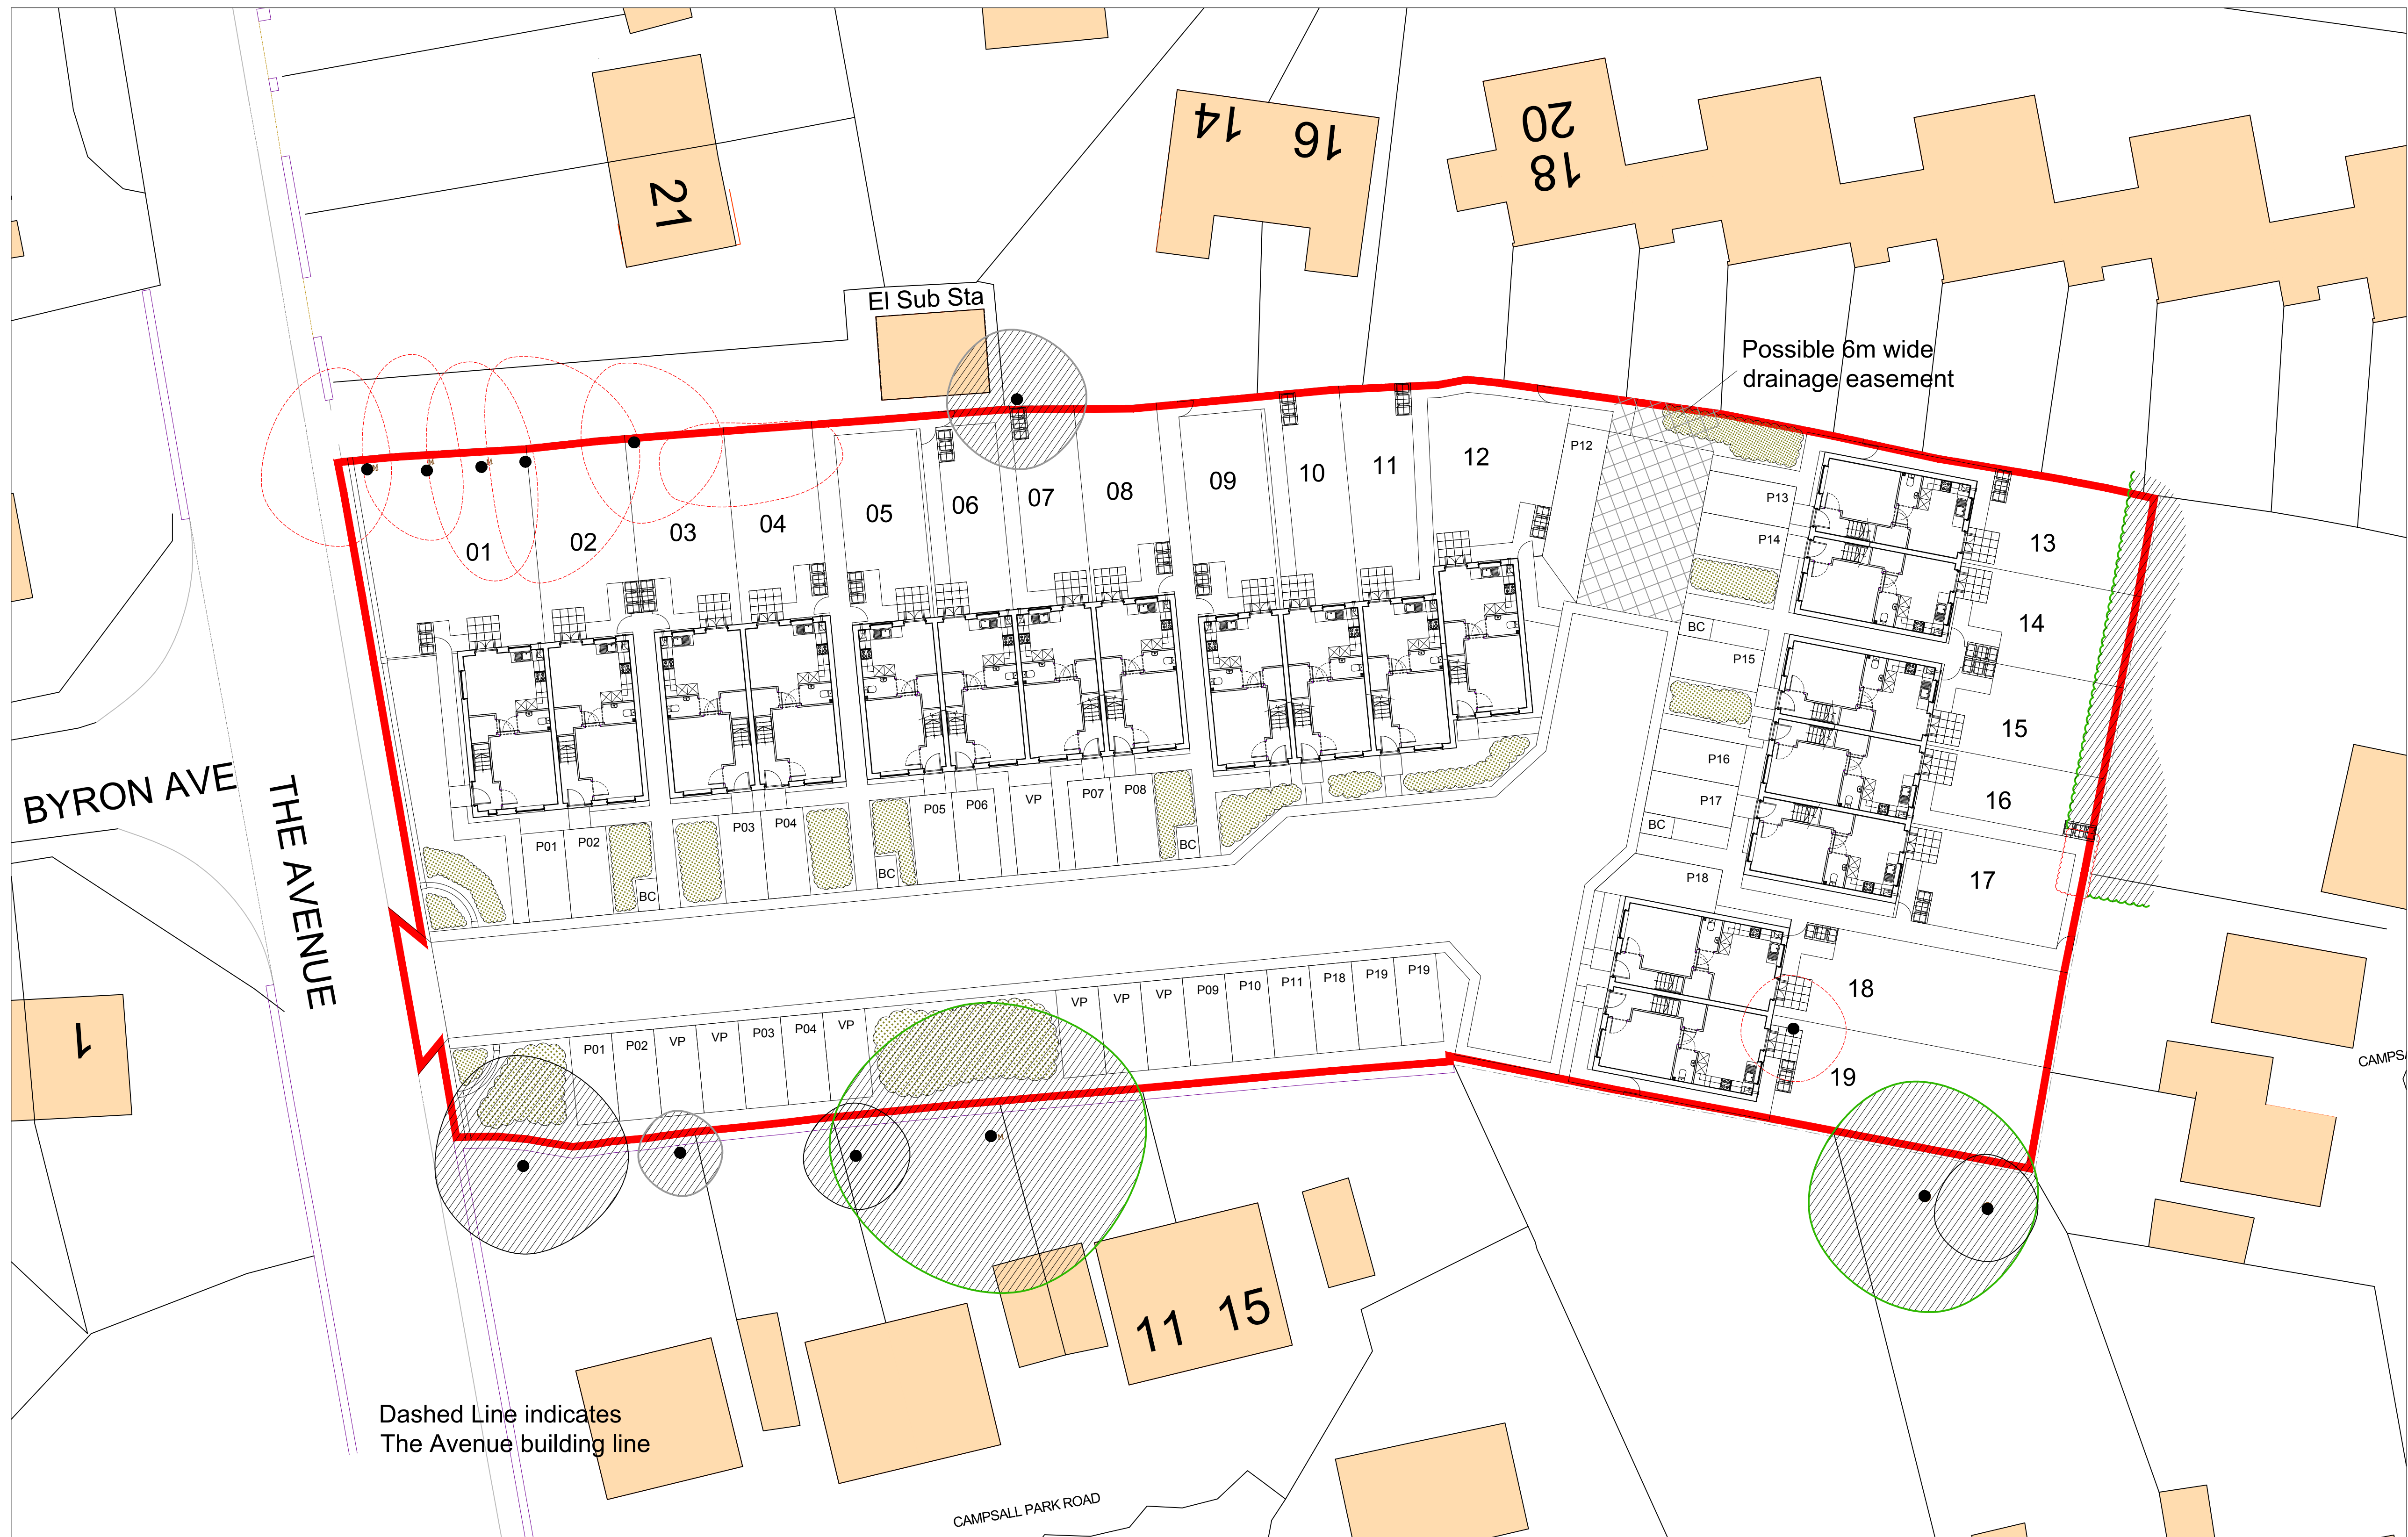 14
16
20
18
21
El Sub Sta
Possible 6m wide
drainage easement
01
02
03
04
05
06
07
08
09
10
11
12
P12
P13
P14
BC
P15
P16
P17
BC
P18
13
14
15
16
17
18
19
BYRON AVE
THE AVENUE
P01
P02
BC
P03
P04
BC
P05
P06
VP
P07
P08
BC
P01
P02
VP
VP
P03
P04
VP
VP
VP
VP
P09
P10
P11
P18
P19
P19
1
CAMPSA
11
15
Dashed Line indicates
The Avenue building line
CAMPSALL PARK ROAD